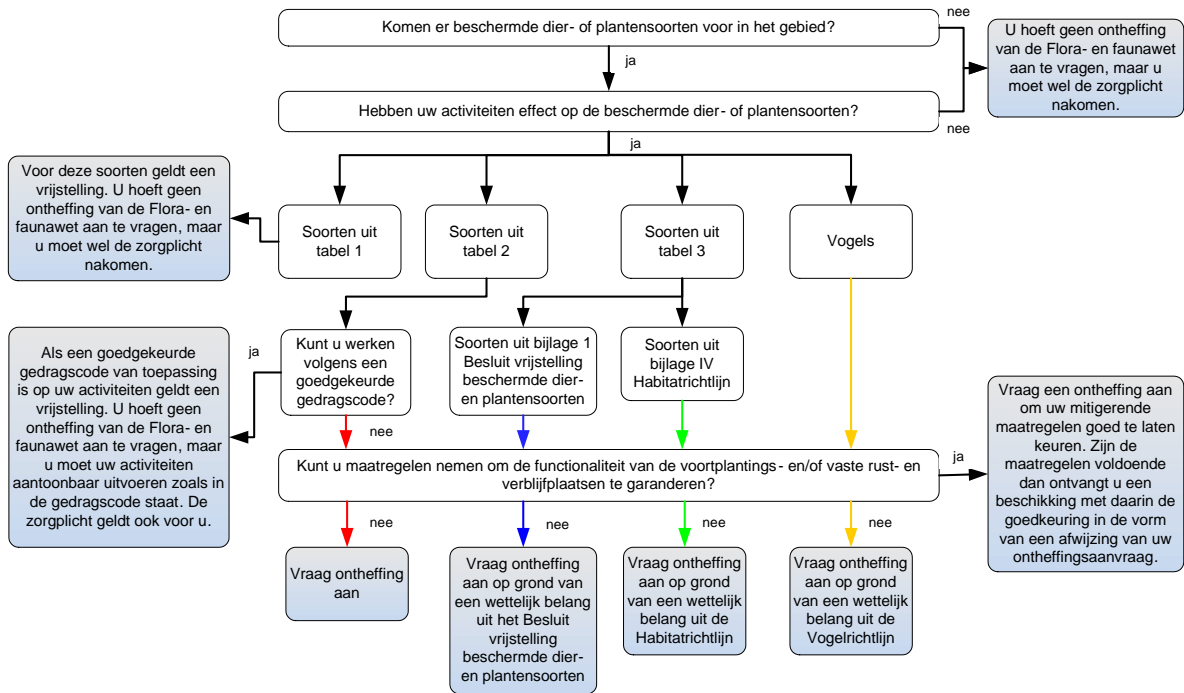 Komen er beschermde dier- of plantensoorten voor in het gebied?
nee
U hoeft geen ontheffing
van de Flora- en faunawet
aan te vragen, maar u
moet wel de zorgplicht
nakomen.
ja
Hebben uw activiteiten effect op de beschermde dier- of plantensoorten?
nee
ja
Voor deze soorten geldt een
vrijstelling. U hoeft geen
ontheffing van de Flora- en
faunawet aan te vragen, maar
u moet wel de zorgplicht
nakomen.
Soorten uit
tabel 1
Soorten uit
tabel 2
Soorten uit
tabel 3
Vogels
Als een goedgekeurde
gedragscode van toepassing
is op uw activiteiten geldt een
vrijstelling. U hoeft geen
ontheffing van de Flora- en
faunawet aan te vragen, maar
u moet uw activiteiten
aantoonbaar uitvoeren zoals in
de gedragscode staat. De
zorgplicht geldt ook voor u.
ja
Kunt u werken
volgens een
goedgekeurde
gedragscode?
Soorten uit bijlage 1
Besluit vrijstelling
beschermde dier-
en plantensoorten
Soorten uit
bijlage IV
Habitatrichtlijn
nee
Kunt u maatregelen nemen om de functionaliteit van de voortplantings- en/of vaste rust- en
verblijfplaatsen te garanderen?
ja
Vraag een ontheffing aan
om uw mitigerende
maatregelen goed te laten
keuren. Zijn de
maatregelen voldoende
dan ontvangt u een
beschikking met daarin de
goedkeuring in de vorm
van een afwijzing van uw
ontheffingsaanvraag.
nee
nee
nee
nee
Vraag ontheffing
aan
Vraag ontheffing
aan op grond van
een wettelijk belang
uit het Besluit
vrijstelling
beschermde dier-
en plantensoorten
Vraag ontheffing
aan op grond
van een wettelijk
belang uit de
Habitatrichtlijn
Vraag ontheffing
aan op grond
van een wettelijk
belang uit de
Vogelrichtlijn